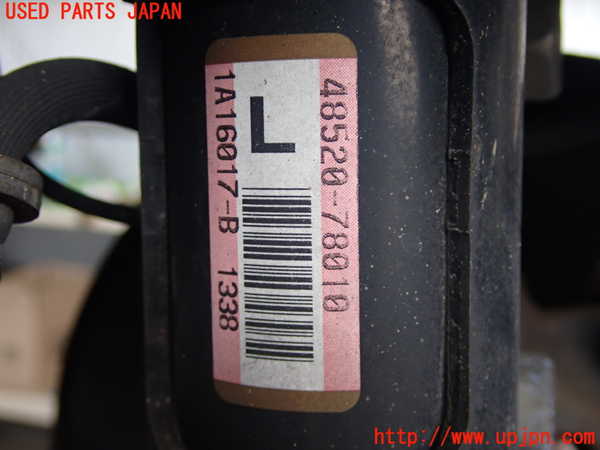 USED PARTS JAPAN
48520-78010
L
1A16017-B 1338
http://www-upjpn.com/